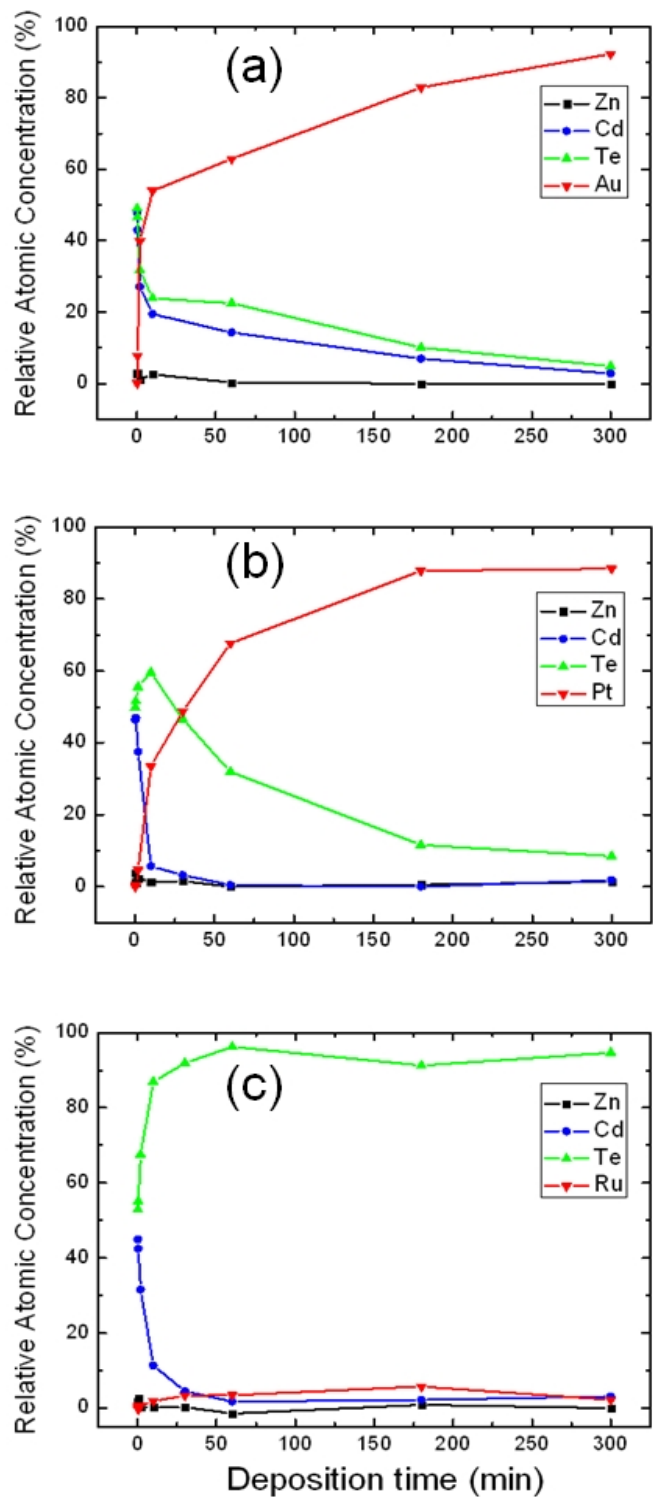 (a)
Relative Atomic Concentration (%)
100
80
60
40
20
0
Zn
Cd
Te
Au
0 50 100 150 200 250 300
(b)
Relative Atomic Concentration (%)
100
80
60
40
20
0
Zn
Cd
Te
Pt
0 50 100 150 200 250 300
(c)
Relative Atomic Concentration (%)
100
80
60
40
20
0
Zn
Cd
Te
Ru
0 50 100 150 200 250 300
Deposition time (min)